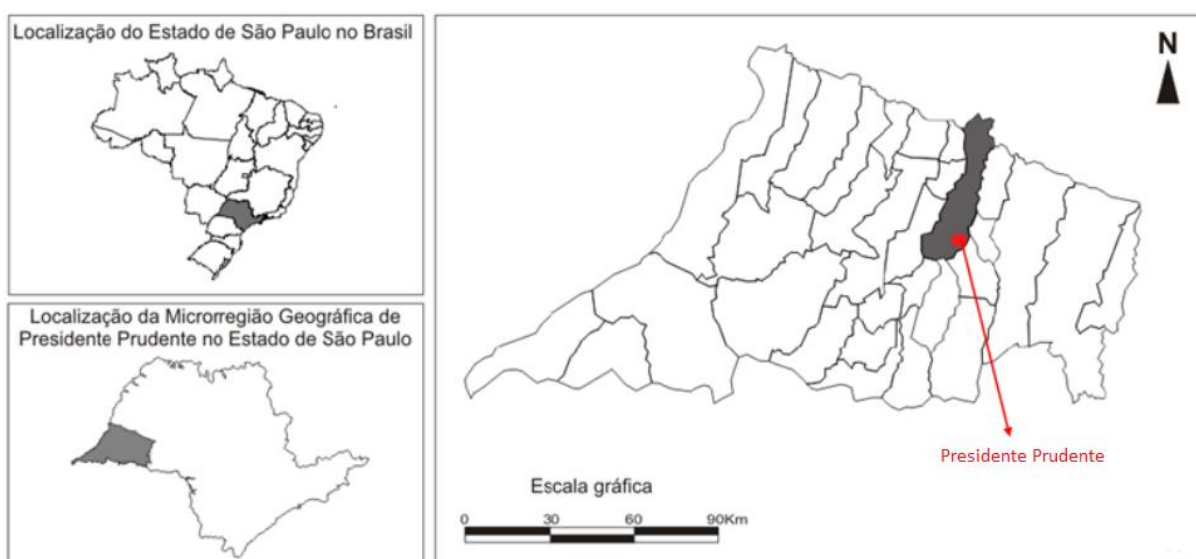 Localização do Estado de São Paulo no Brasil
Localização da Microrregião Geográfica de
Presidente Prudente no Estado de São Paulo
N
Presidente Prudente
Escala gráfica
0 30 60 90Km